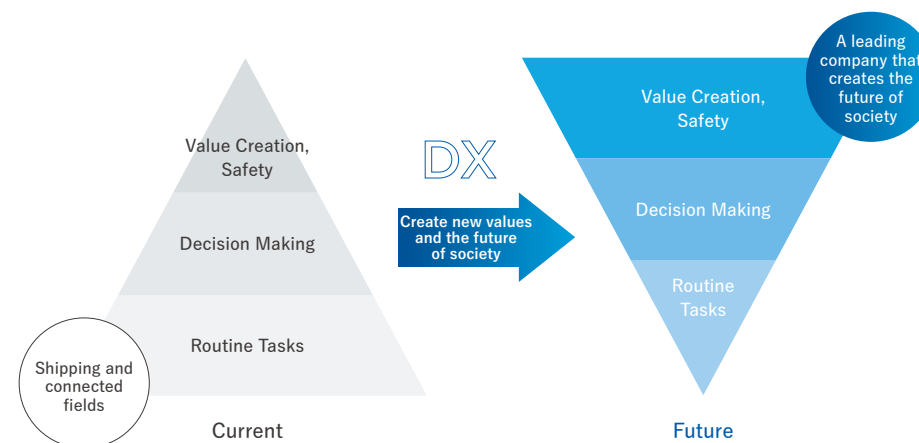 Value Creation,
Safety
Decision Making
Routine Tasks
Shipping and
connected
fields
Current
DX
Create new values
and the future
of society
A leading
company that
creates the
future of
society
Value Creation,
Safety
Decision Making
Routine
Tasks
Future